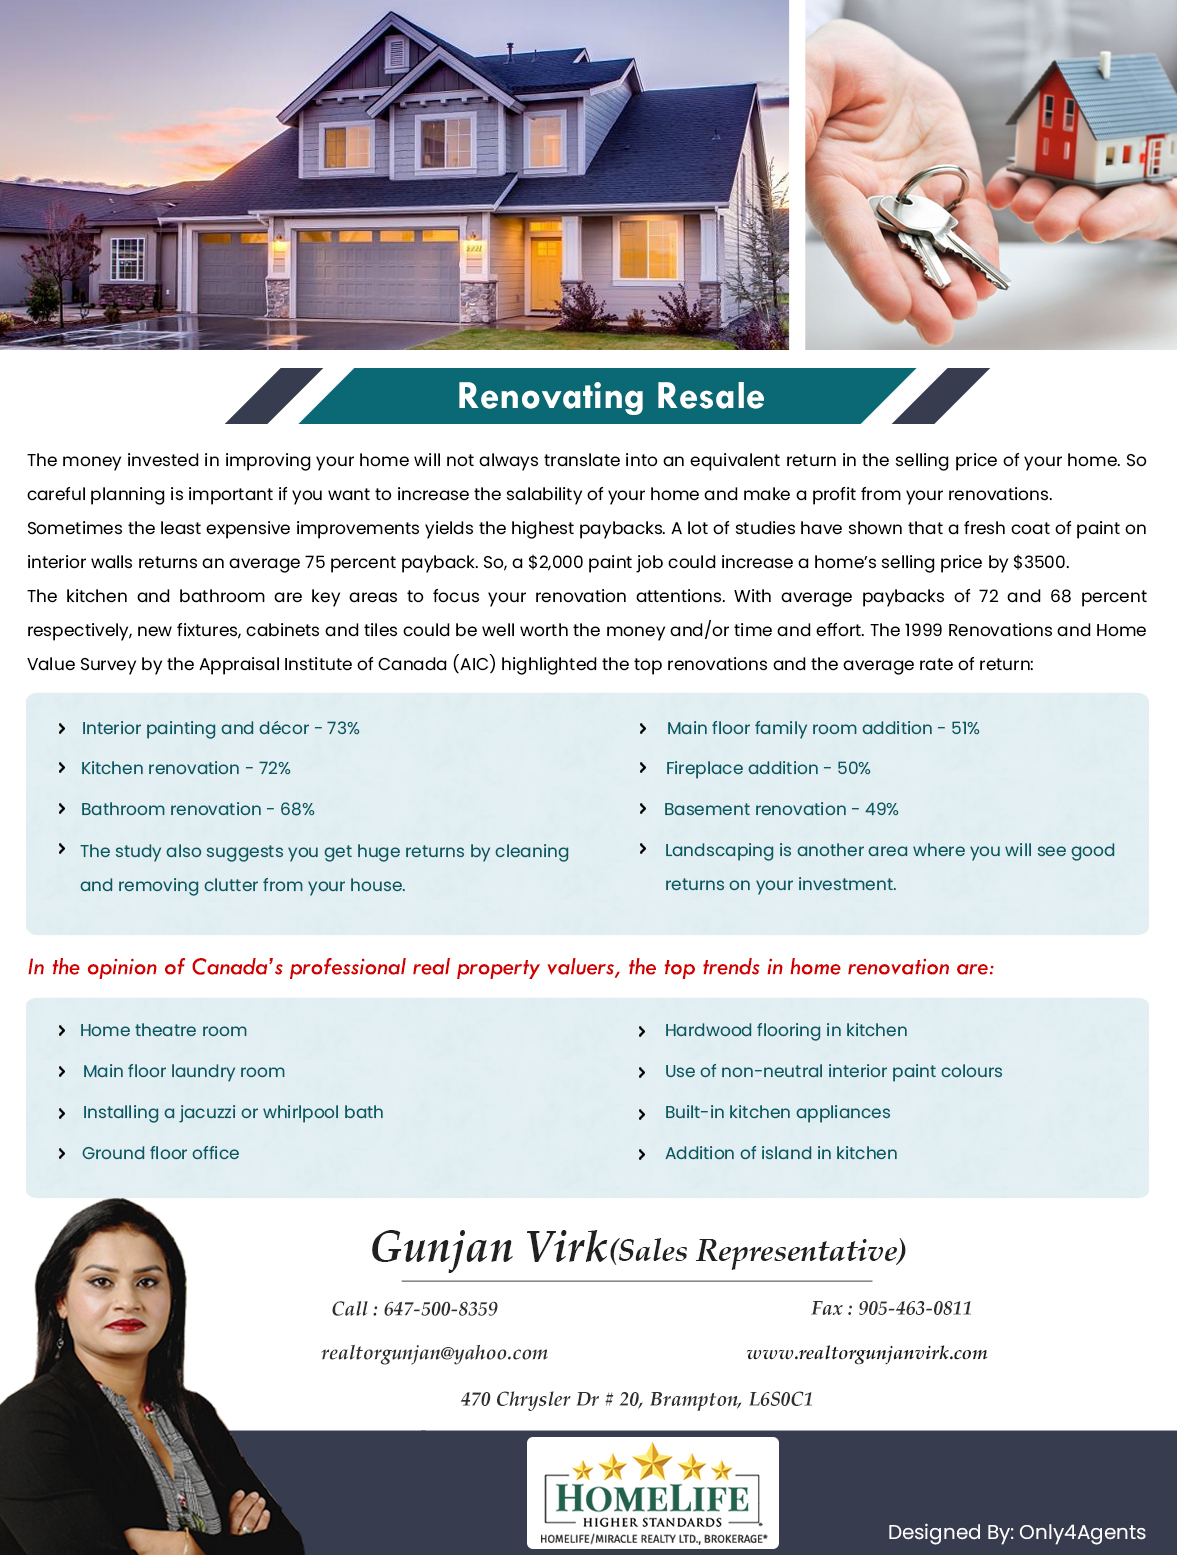 Renovating Resale
The money invested in improving your home will not always translate into an equivalent return in the selling price of your home. So
careful planning is important if you want to increase the salability of your home and make a profit from your renovations.
Sometimes the least expensive improvements yields the highest paybacks. A lot of studies have shown that a fresh coat of paint on
interior walls returns an average 75 percent payback. So, a $2,000 paint job could increase a home’s selling price by $3500.
The kitchen and bathroom are key areas to focus your renovation attentions. With average paybacks of 72 and 68 percent
respectively, new fixtures, cabinets and tiles could be well worth the money and/or time and effort. The 1999 Renovations and Home
Value Survey by the Appraisal Institute of Canada (AIC) highlighted the top renovations and the average rate of return:
Interior painting and décor - 73%
Kitchen renovation - 72%
Bathroom renovation - 68%
The study also suggests you get huge returns by cleaning
and removing clutter from your house.
Main floor family room addition - 51%
Fireplace addition - 50%
Basement renovation - 49%
Landscaping is another area where you will see good
returns on your investment.
In the opinion of Canada’s professional real property valuers, the top trends in home renovation are:
Home theatre room
Main floor laundry room
Installing a jacuzzi or whirlpool bath
Ground floor office
Hardwood flooring in kitchen
Use of non-neutral interior paint colours
Built-in kitchen appliances
Addition of island in kitchen
Gunjan Virk(Sales Representative)
Call : 647-500-8359
Fax : 905-463-0811
realtorgunjan@yahoo.com
www.realtorgunjanvirk.com
470 Chrysler Dr # 20, Brampton, L6S0C1
HOMELIFE
HIGHER STANDARDS
HOMELIFE/MIRACLE REALTY LTD., BROKERAGE*
Designed By: Only4Agents